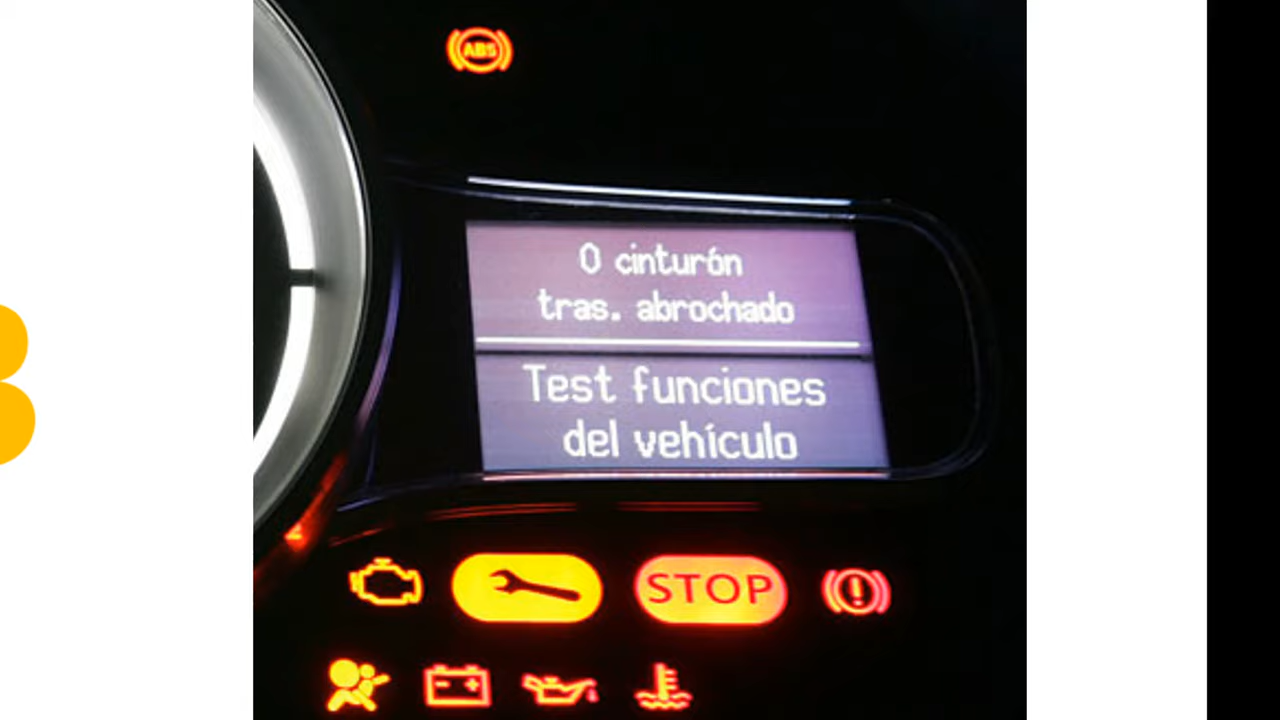 ABS
0 cinturón
tras. abrochado
Test funciones
del vehículo
STOP